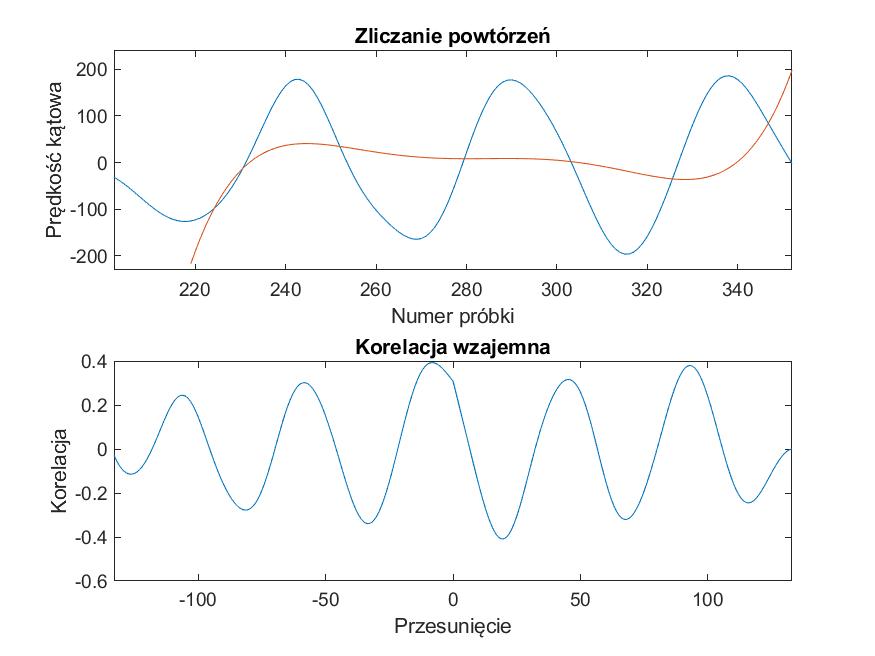 Zliczanie powtórzeń
Prędkość kątowa
200
100
0
-100
-200
220 240 260 280 300 320 340
Numer próbki
Korelacja wzajemna
Korelacja
0.4
0.2
0
-0.2
-0.4
-0.6
-100 -50 0 50 100
Przesunięcie